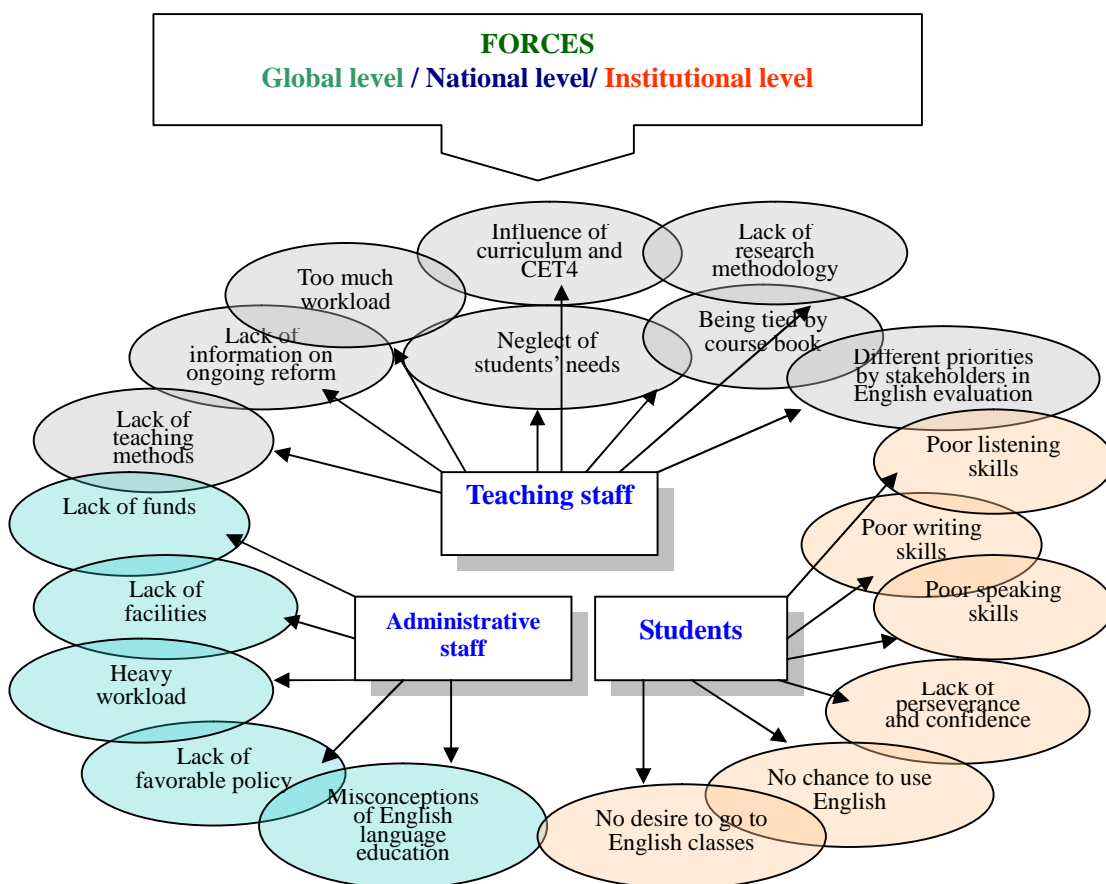 FORCES
Global level / National level/ Institutional level
Influence of
curriculum and
CET4
Lack of
research
methodology
Too much
workload
Being tied by
course book
Neglect of
students' needs
Lack of
information on
ongoing reform
Different priorities
by stakeholders in
English evaluation
Lack of
teaching
methods
Teaching staff
Poor listening
skills
Lack of funds
Poor writing
skills
Lack of
facilities
Poor speaking
skills
Administrative
staff
Students
Heavy
workload
Lack of
perseverance
and confidence
Lack of
favorable policy
No chance to use
English
Misconceptions
of English
language
education
No desire to go to
English classes